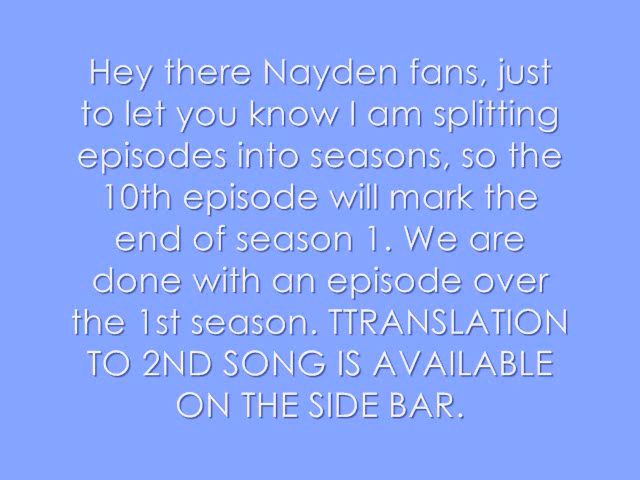 Hey there Nayden fans, just
to let you know I am splitting
episodes into seasons, so the
10th episode will mark the
end of season 1. We are
done with an episode over
the 1st season. TTRANSLATION
TO 2ND SONG IS AVAILABLE
ON THE SIDE BAR.